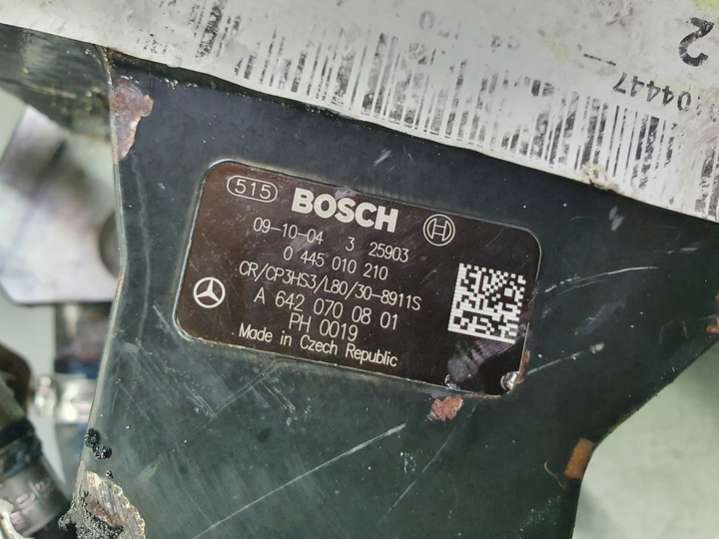 2
104447
515 BOSCH
09-10-04 3 25903
0 445 010 210
CR/CP3HS3/L80/30-8911S
A 642 070 08 01
PH 0019
Made in Czech Republic